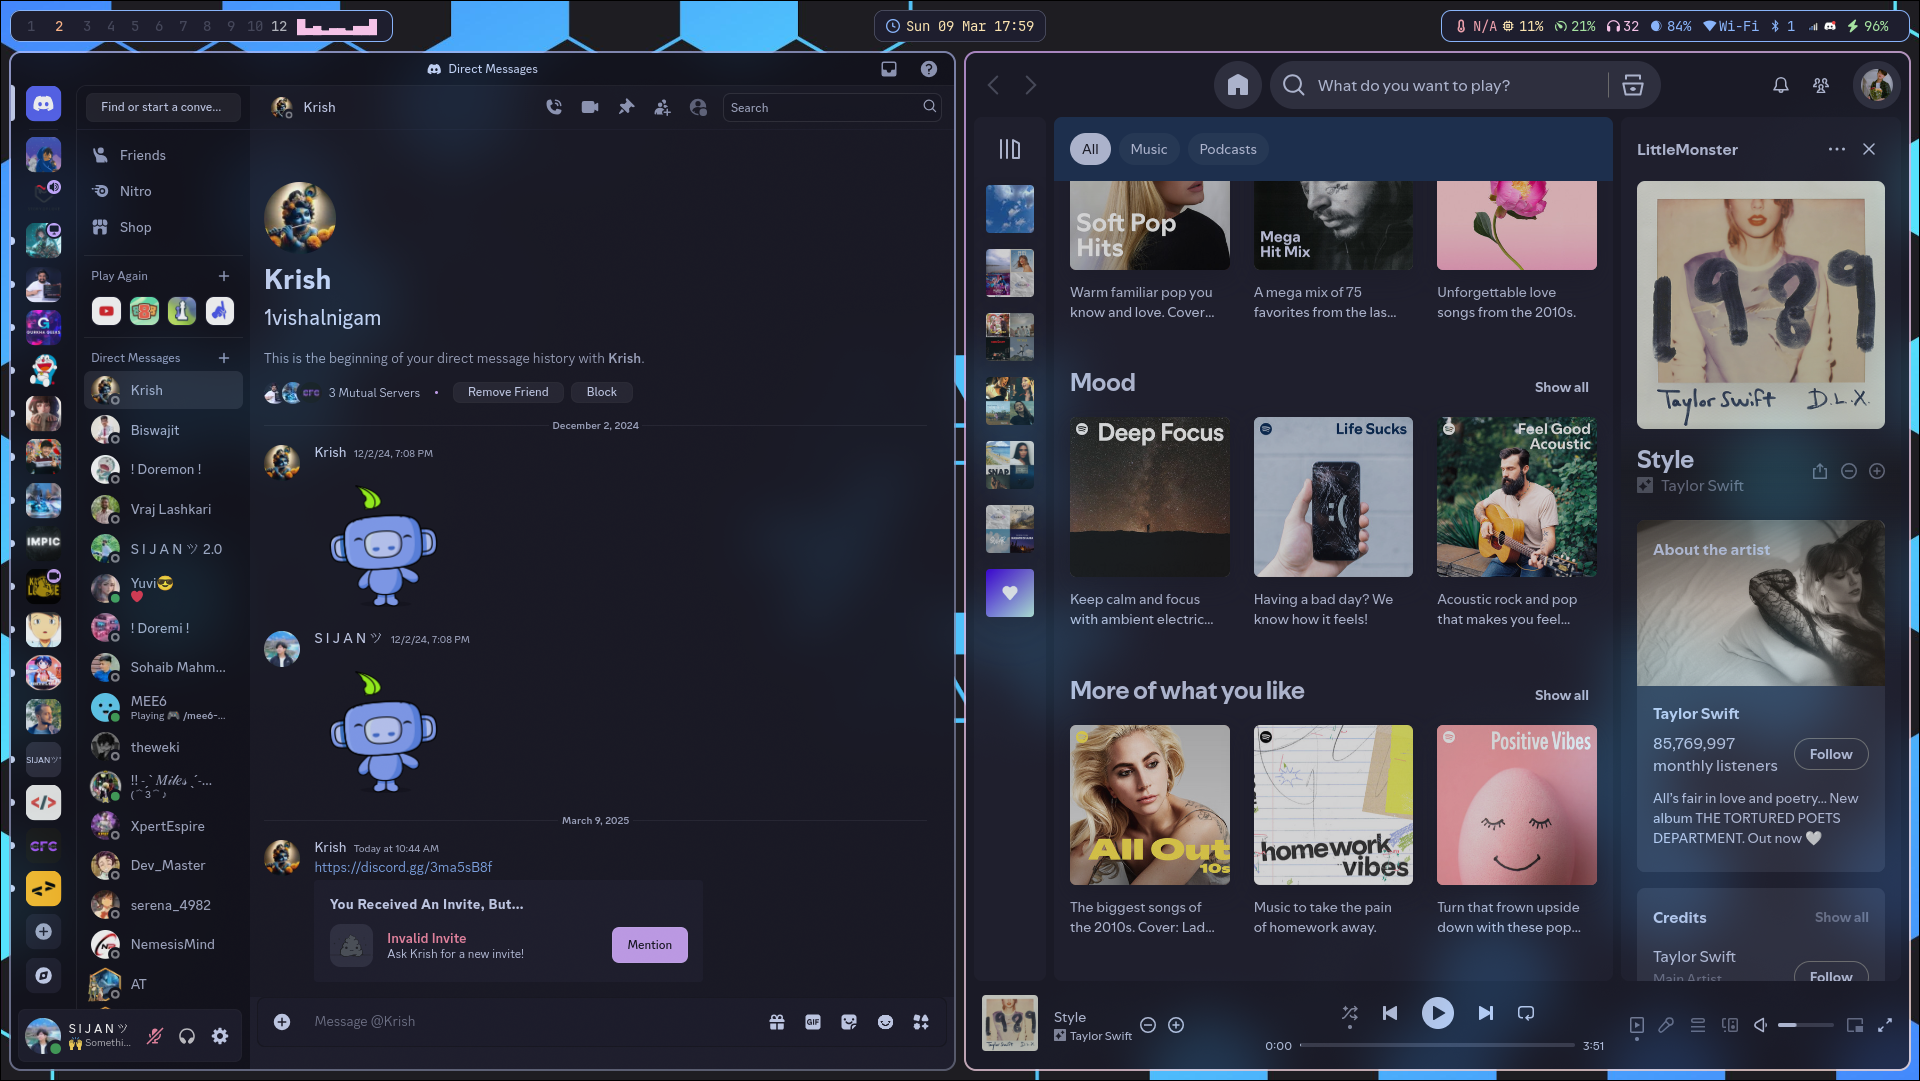 1 2 3 4 5 6 7 8 9 10 12
Sun 09 Mar 17:59
N/A 11% 21% 32 84% Wi-Fi 1 96%
Direct Messages
Find or start a conve...
Friends
Nitro
Shop
Play Again
Direct Messages
Krish
Biswajit
! Doremon !
Vraj Lashkari
S I J A N ツ 2.0
Yuvi😎
❤️
! Doremi !
Sohaib Mahm...
MEE6
Playing 🎮 /mee6-...
theweki
XpertEspire
Dev_Master
serena_4982
NemesisMind
AT
IMPIC
SIJANツ
S I J A N ツ
🙌 Somethi...
Krish
Search
Krish
1vishalnigam
This is the beginning of your direct message history with Krish.
3 Mutual Servers • Remove Friend Block
December 2, 2024
Krish 12/2/24, 7:08 PM
S I J A N ツ 12/2/24, 7:08 PM
March 9, 2025
Krish Today at 10:44 AM
https://discord.gg/3ma5sB8f
You Received An Invite, But...
Invalid Invite
Ask Krish for a new invite!
Mention
Message @Krish
GIF
What do you want to play?
All Music Podcasts
Soft Pop
Hits
Mega
Hit Mix
Warm familiar pop you
know and love. Cover...
A mega mix of 75
favorites from the las...
Unforgettable love
songs from the 2010s.
Mood
Show all
Deep Focus
Life Sucks
Feel Good
Acoustic
:(
Keep calm and focus
with ambient electric...
Having a bad day? We
know how it feels!
Acoustic rock and pop
that makes you feel...
More of what you like
Show all
All Out
10s
homework
vibes
Positive Vibes
The biggest songs of
the 2010s. Cover: Lad...
Music to take the pain
of homework away.
Turn that frown upside
down with these pop...
LittleMonster
1989
Taylor Swift D.L.X.
Style
Taylor Swift
About the artist
Taylor Swift
85,769,997
monthly listeners
Follow
All's fair in love and poetry... New
album THE TORTURED POETS
DEPARTMENT. Out now 🤍
Credits
Show all
Taylor Swift
Main Artist
Follow
Style
Taylor Swift
0:00
3:51